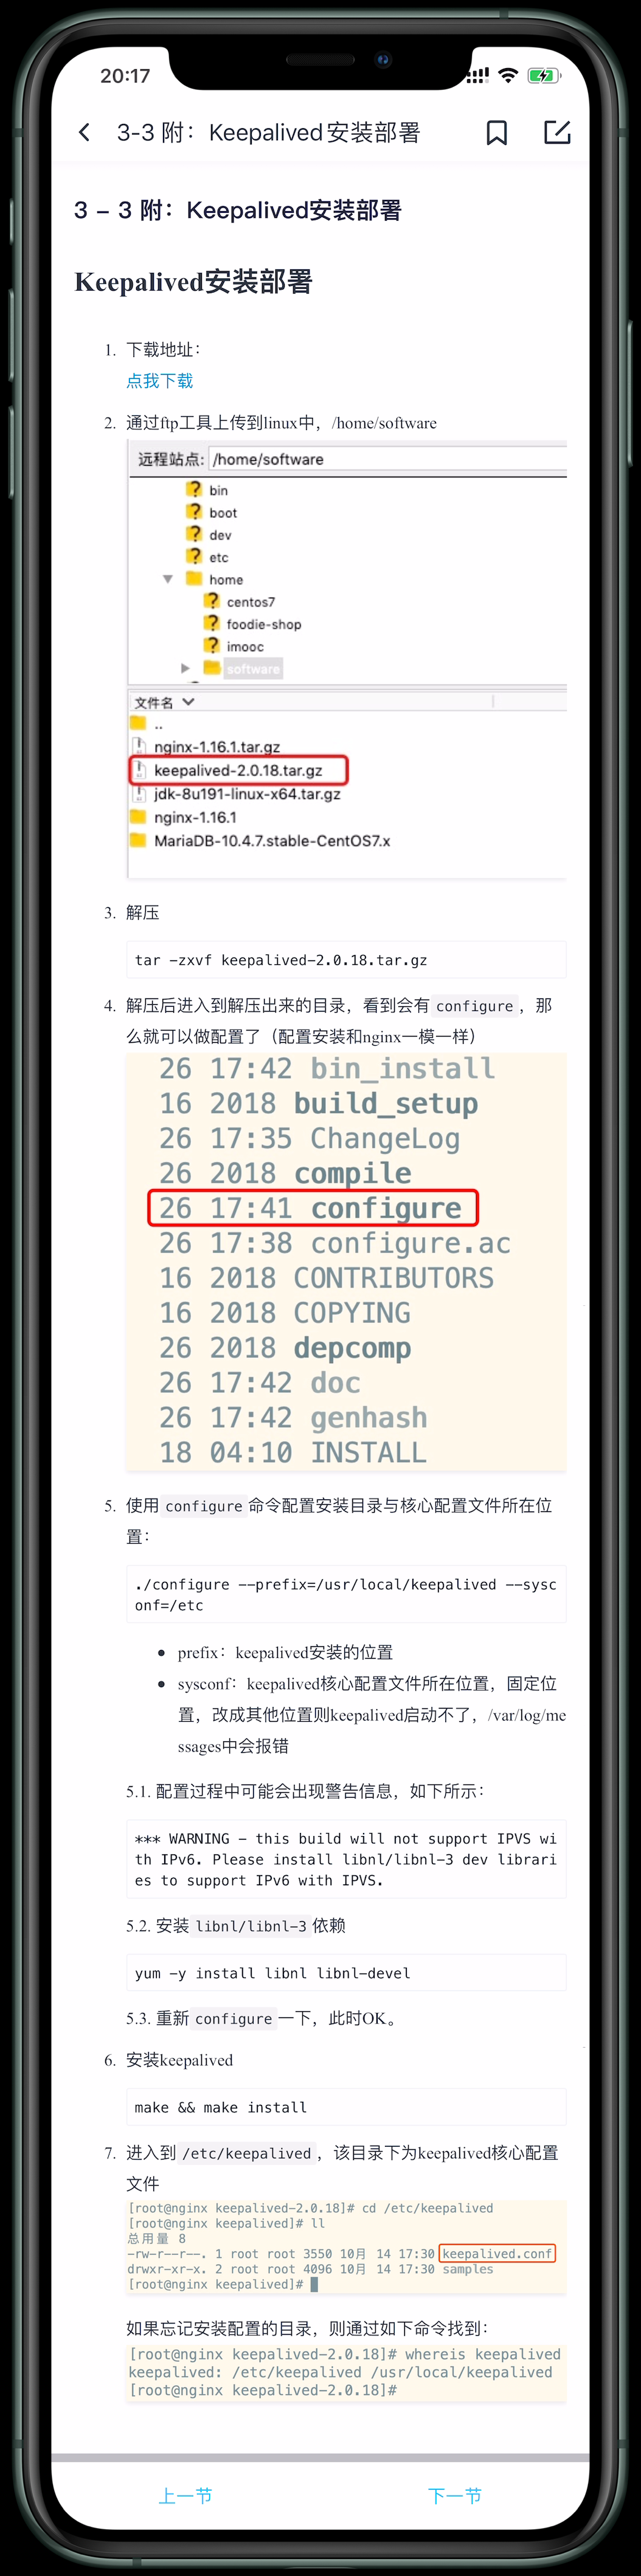 20:17
3-3 附：Keepalived安装部署
3 – 3 附：Keepalived安装部署
Keepalived安装部署
1. 下载地址：
点我下载
2. 通过ftp工具上传到linux中，/home/software
远程站点: /home/software
bin
boot
dev
etc
home
centos7
foodie-shop
imooc
software
文件名
..
nginx-1.16.1.tar.gz
keepalived-2.0.18.tar.gz
jdk-8u191-linux-x64.tar.gz
nginx-1.16.1
MariaDB-10.4.7.stable-CentOS7.x
3. 解压
tar -zxvf keepalived-2.0.18.tar.gz
4. 解压后进入到解压出来的目录，看到会有 configure ，那
么就可以做配置了（配置安装和nginx一模一样）
26 17:42 bin_install
16 2018 build_setup
26 17:35 ChangeLog
26 2018 compile
26 17:41 configure
26 17:38 configure.ac
16 2018 CONTRIBUTORS
16 2018 COPYING
26 2018 depcomp
26 17:42 doc
26 17:42 genhash
18 04:10 INSTALL
5. 使用 configure 命令配置安装目录与核心配置文件所在位
置：
./configure --prefix=/usr/local/keepalived --sysc
onf=/etc
• prefix：keepalived安装的位置
• sysconf：keepalived核心配置文件所在位置，固定位
置，改成其他位置则keepalived启动不了，/var/log/me
ssages中会报错
5.1. 配置过程中可能会出现警告信息，如下所示：
*** WARNING - this build will not support IPVS wi
th IPv6. Please install libnl/libnl-3 dev librari
es to support IPv6 with IPVS.
5.2. 安装 libnl/libnl-3 依赖
yum -y install libnl libnl-devel
5.3. 重新 configure 一下，此时OK。
6. 安装keepalived
make && make install
7. 进入到 /etc/keepalived ，该目录下为keepalived核心配置
文件
[root@nginx keepalived-2.0.18]# cd /etc/keepalived
[root@nginx keepalived]# ll
总用量 8
-rw-r--r--. 1 root root 3550 10月 14 17:30 keepalived.conf
drwxr-xr-x. 2 root root 4096 10月 14 17:30 samples
[root@nginx keepalived]#
如果忘记安装配置的目录，则通过如下命令找到：
[root@nginx keepalived-2.0.18]# whereis keepalived
keepalived: /etc/keepalived /usr/local/keepalived
[root@nginx keepalived-2.0.18]#
上一节 下一节